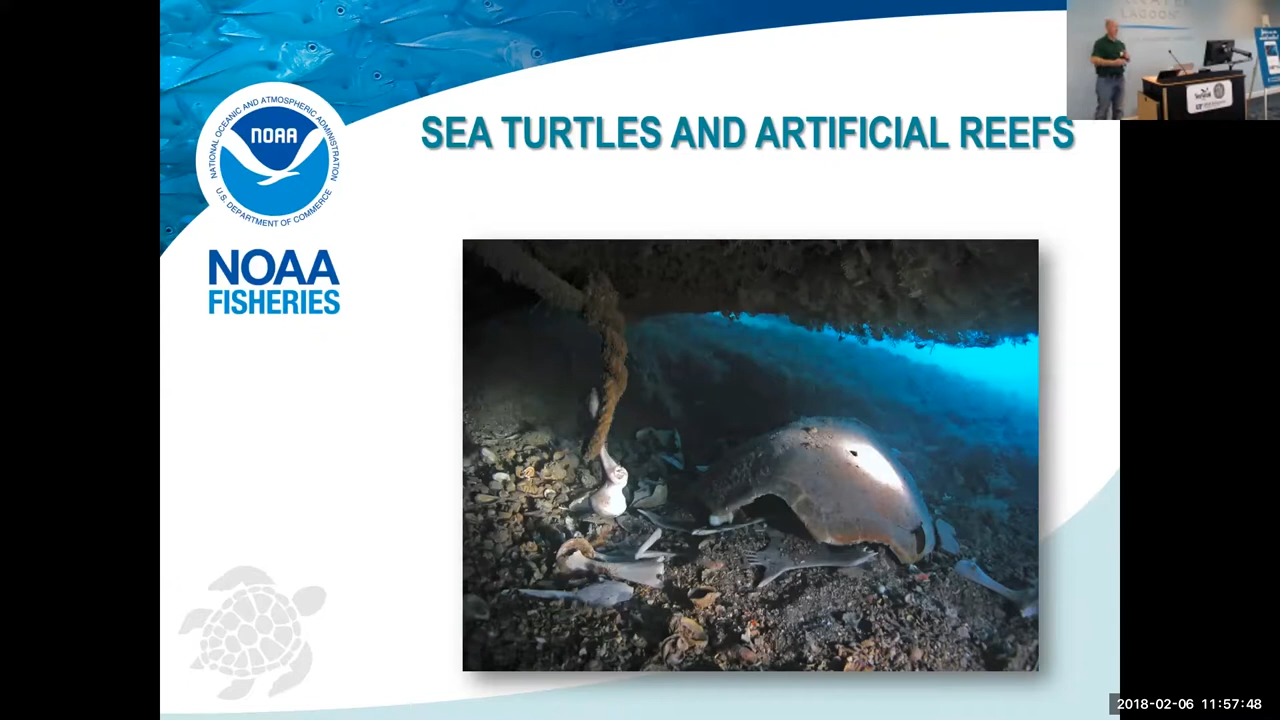 LAGOON
SEA TURTLES AND ARTIFICIAL REEFS
NATIONAL OCEANIC AND ATMOSPHERIC ADMINISTRATION
NOAA
U.S. DEPARTMENT OF COMMERCE
NOAA
FISHERIES
2018-02-06 11:57:48